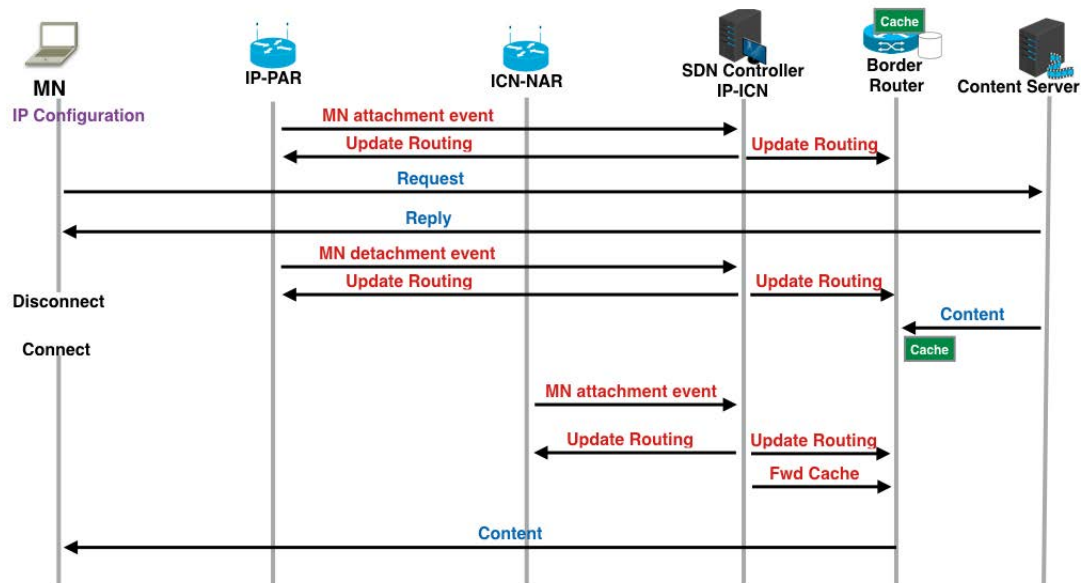 Cache
MN
IP-PAR
ICN-NAR
SDN Controller
IP-ICN
Border
Router
Content Server
IP Configuration
MN attachment event
Update Routing
Update Routing
Request
Reply
MN detachment event
Update Routing
Update Routing
Disconnect
Content
Connect
Cache
MN attachment event
Update Routing
Update Routing
Fwd Cache
Content